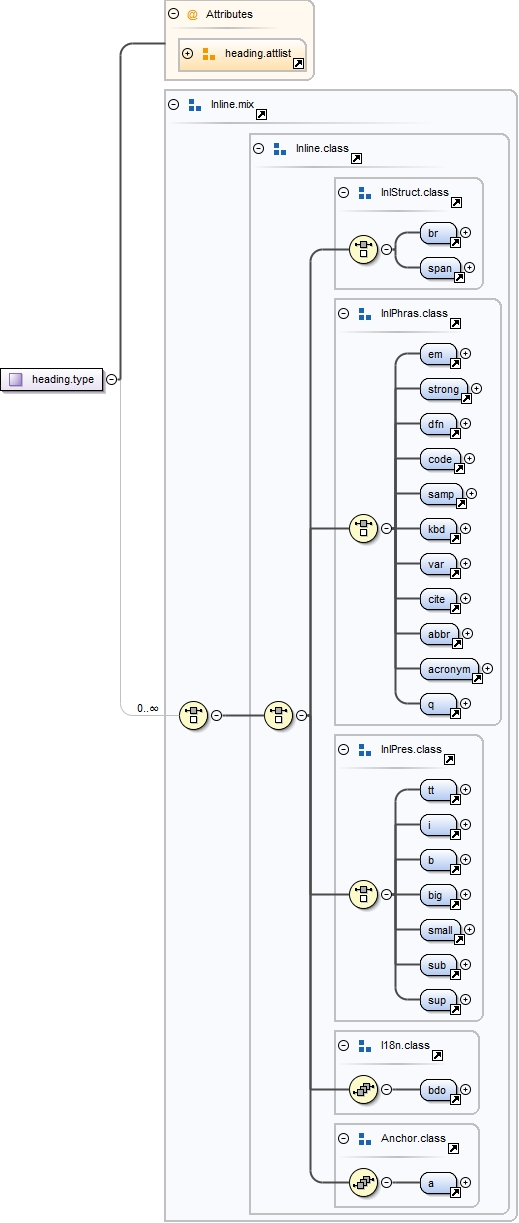 Attributes
heading.attlist
Inline.mix
Inline.class
InlStruct.class
br
span
InlPhras.class
em
heading.type
strong
dfn
code
samp
kbd
var
cite
abbr
acronym
q
0..∞
InlPres.class
tt
i
b
big
small
sub
sup
I18n.class
bdo
Anchor.class
a